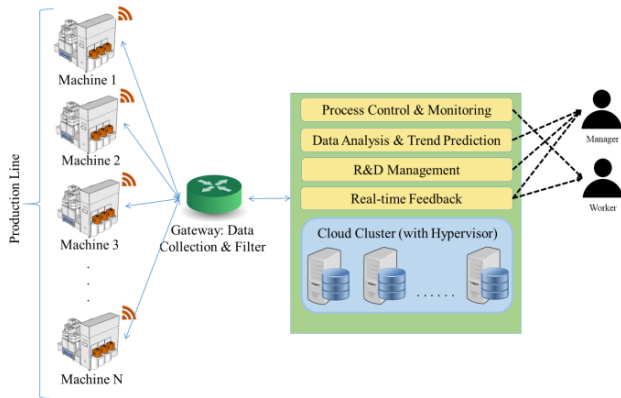 Production Line
Machine 1
Machine 2
Machine 3
.
.
.
Machine N
Gateway: Data
Collection & Filter
Process Control & Monitoring
Data Analysis & Trend Prediction
R&D Management
Real-time Feedback
Cloud Cluster (with Hypervisor)
......
Manager
Worker